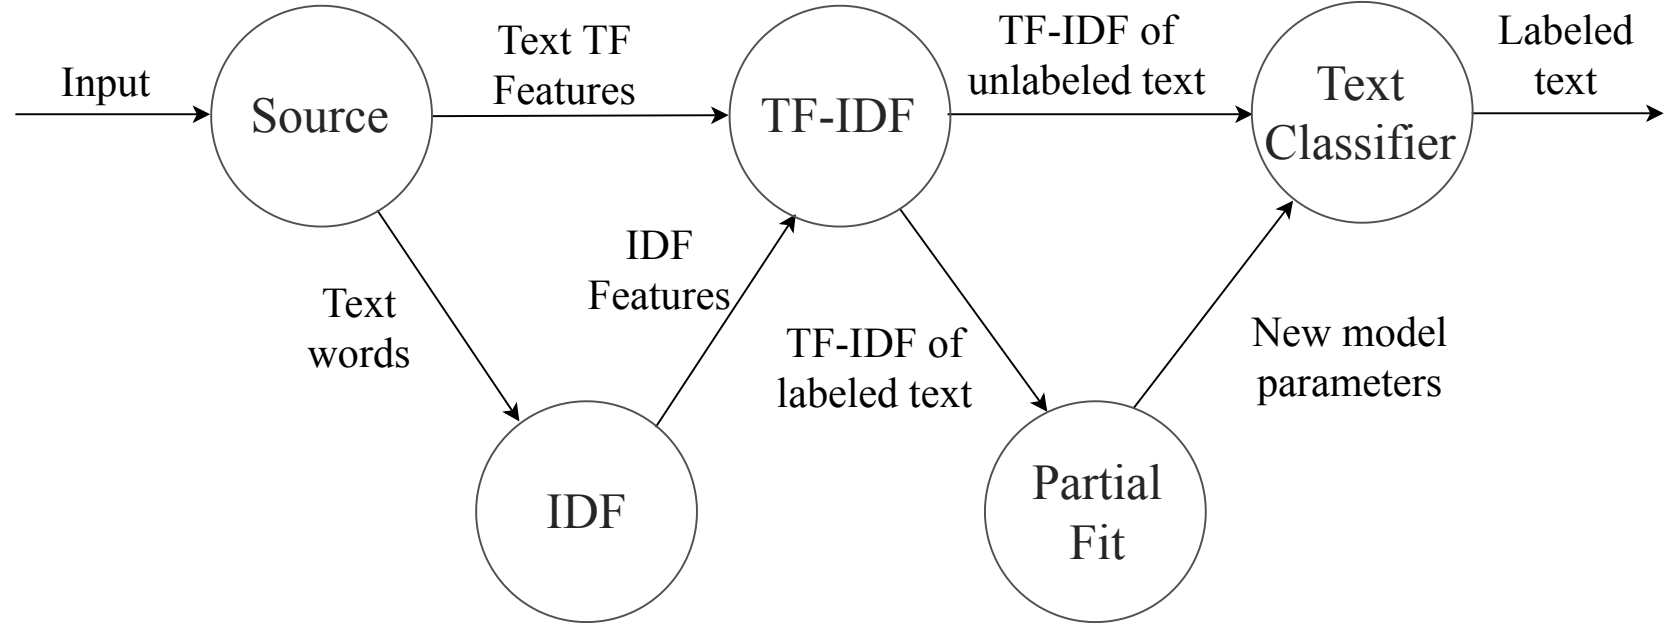 Input
Source
Text TF
Features
TF-IDF
TF-IDF of
unlabeled text
Text
Classifier
Labeled
text
Text
words
IDF
Features
TF-IDF of
labeled text
New model
parameters
IDF
Partial
Fit